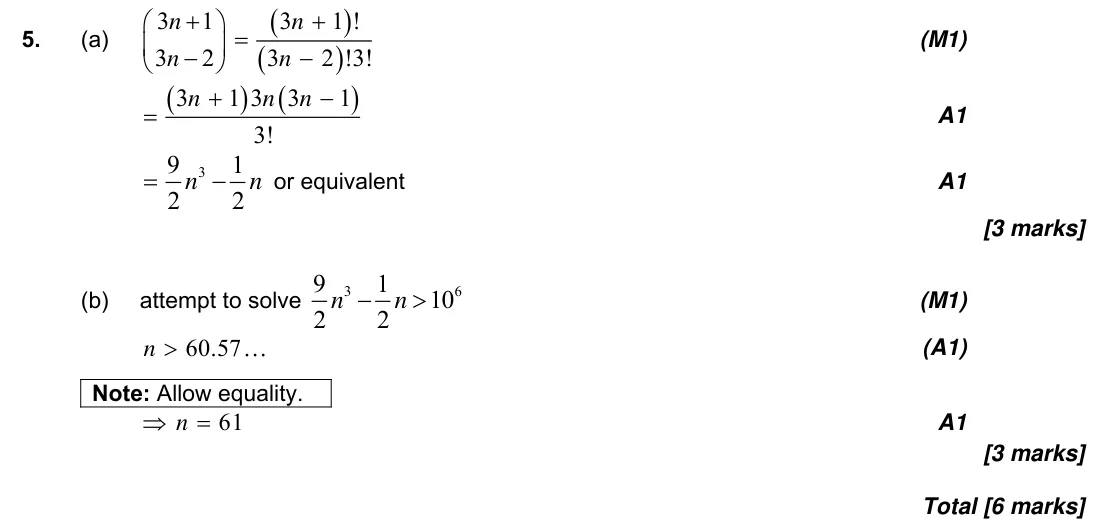 5. (a) $\binom{3n+1}{3n-2} = \frac{(3n+1)!}{(3n-2)!3!}$ (M1)
$= \frac{(3n+1)3n(3n-1)}{3!}$ A1
$= \frac{9}{2}n^3 - \frac{1}{2}n$ or equivalent A1
[3 marks]
(b) attempt to solve $\frac{9}{2}n^3 - \frac{1}{2}n > 10^6$ (M1)
$n > 60.57\ldots$ (A1)
Note: Allow equality.
$\Rightarrow n = 61$ A1
[3 marks]
Total [6 marks]